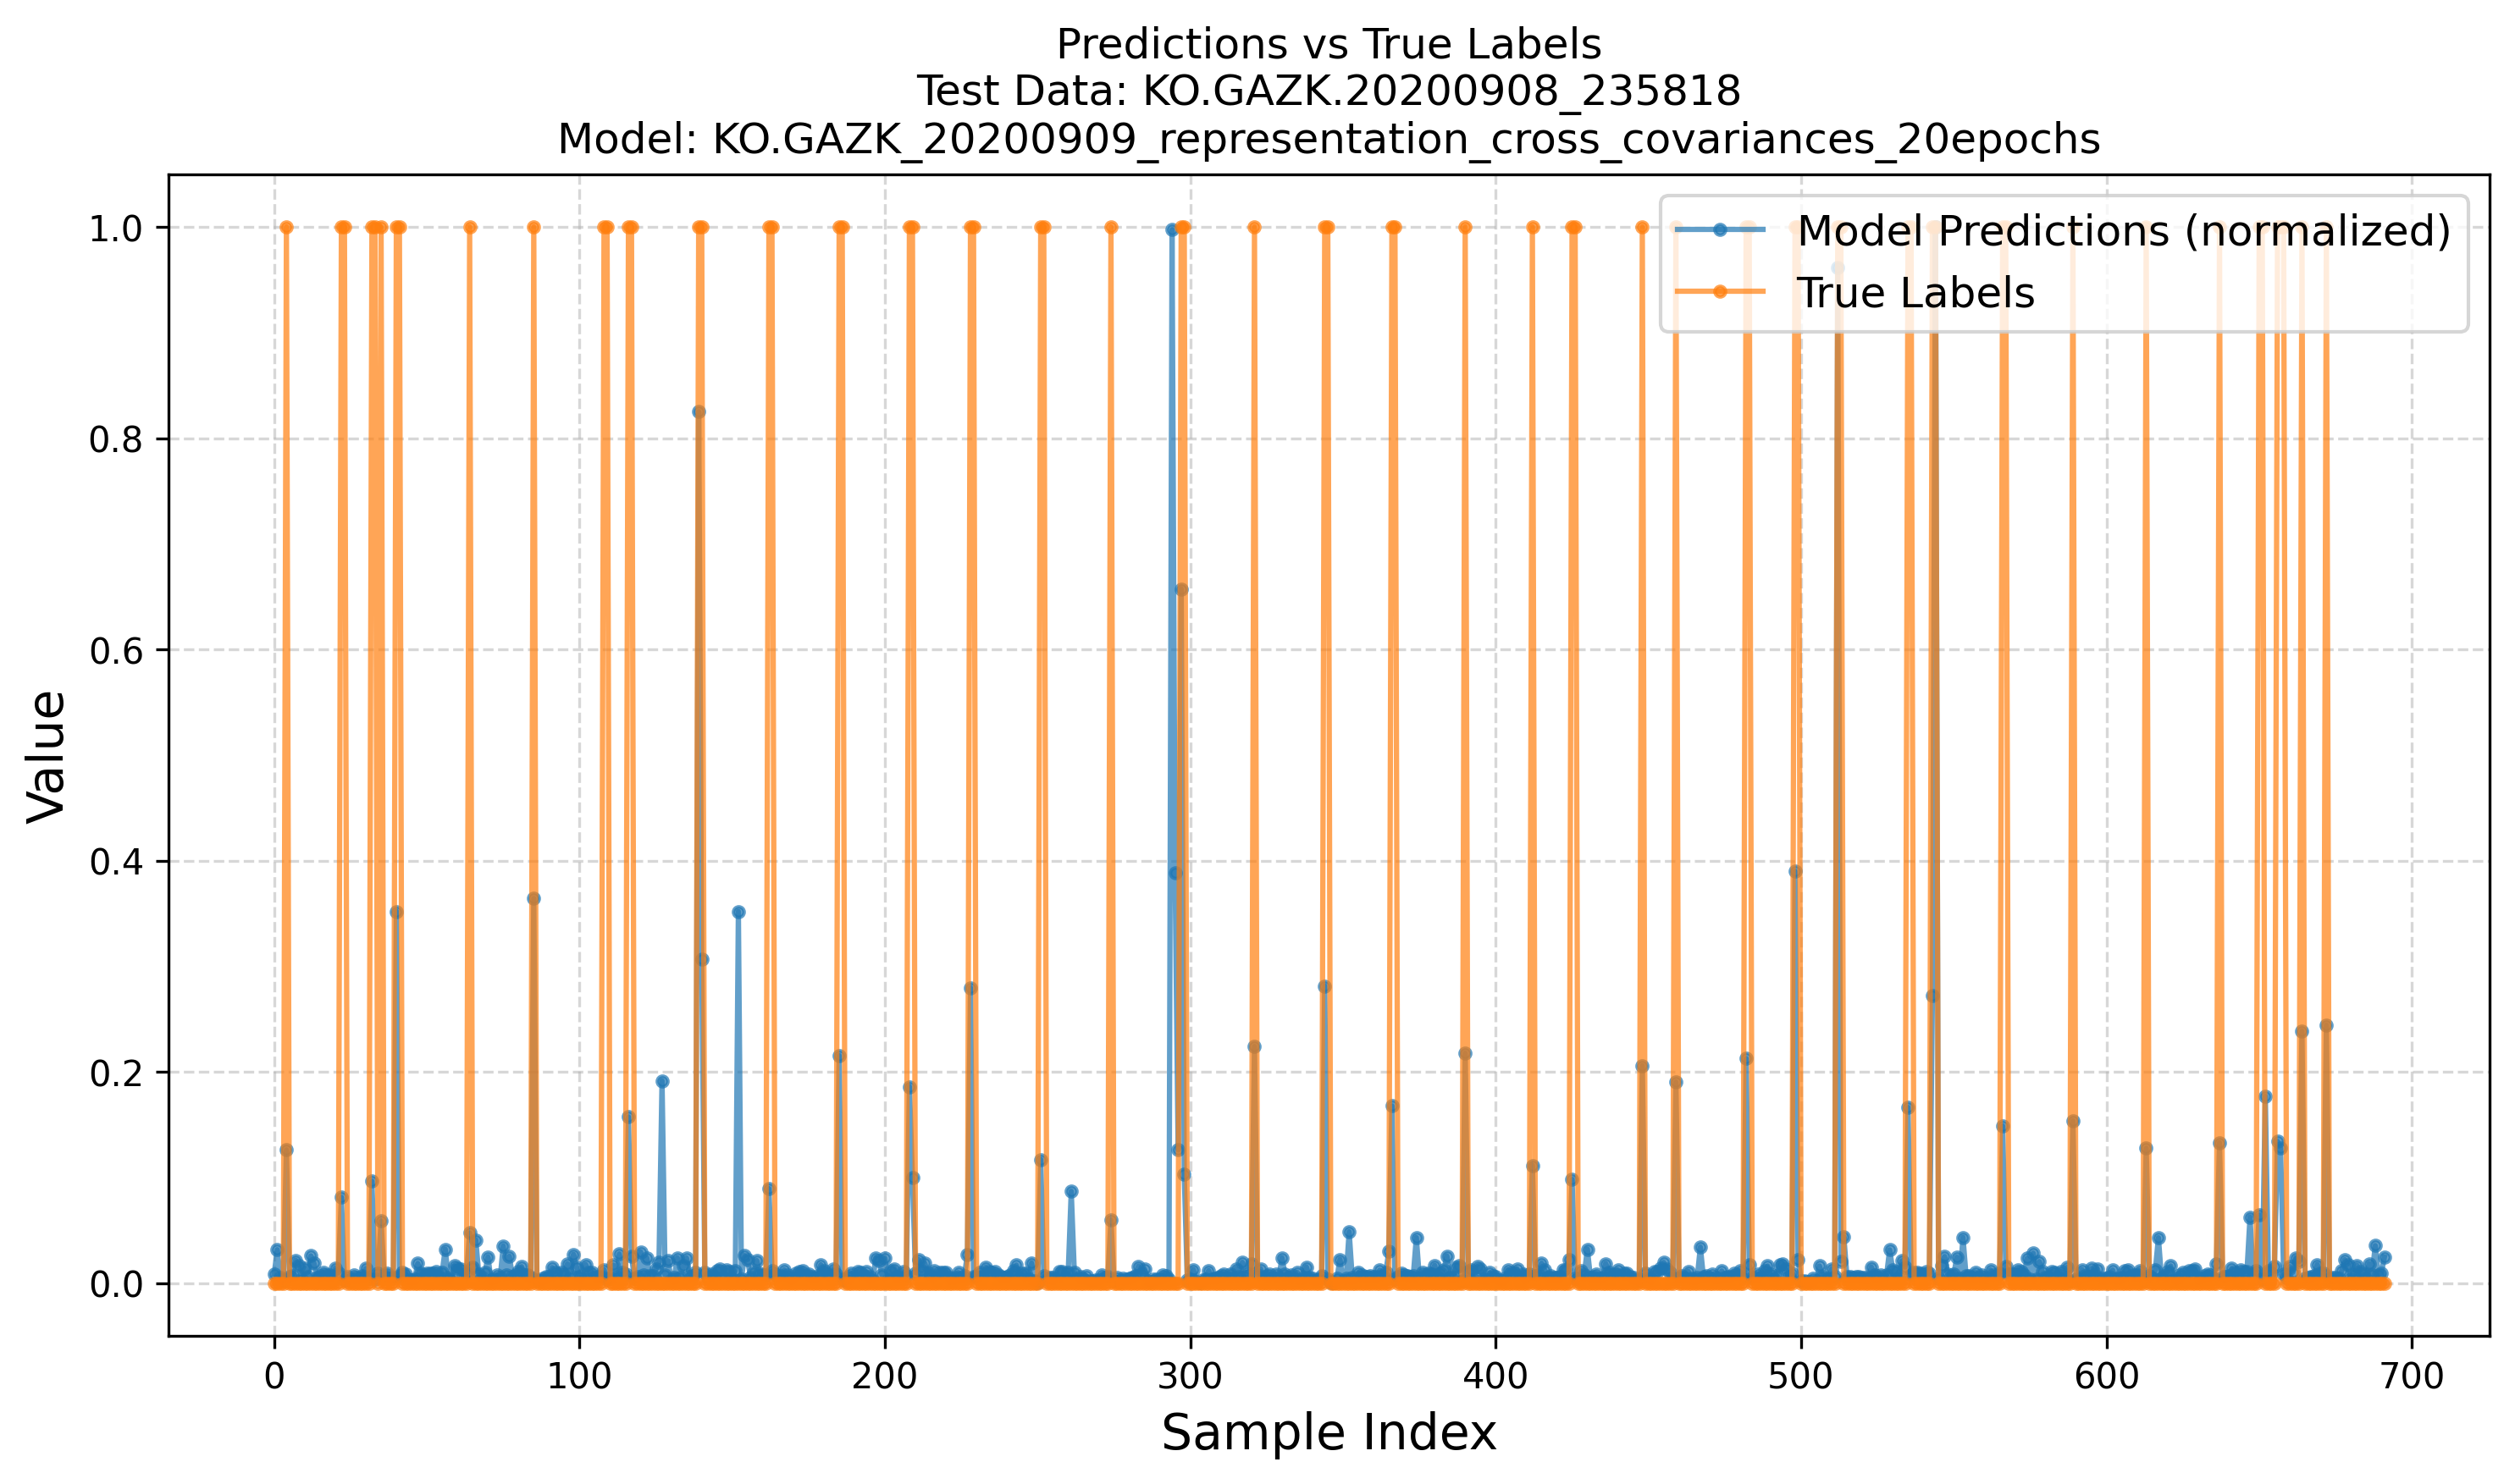 Predictions vs True Labels
Test Data: KO.GAZK.20200908_235818
Model: KO.GAZK_20200909_representation_cross_covariances_20epochs
Model Predictions (normalized)
True Labels
Value
1.0
0.8
0.6
0.4
0.2
0.0
0 100 200 300 400 500 600 700
Sample Index